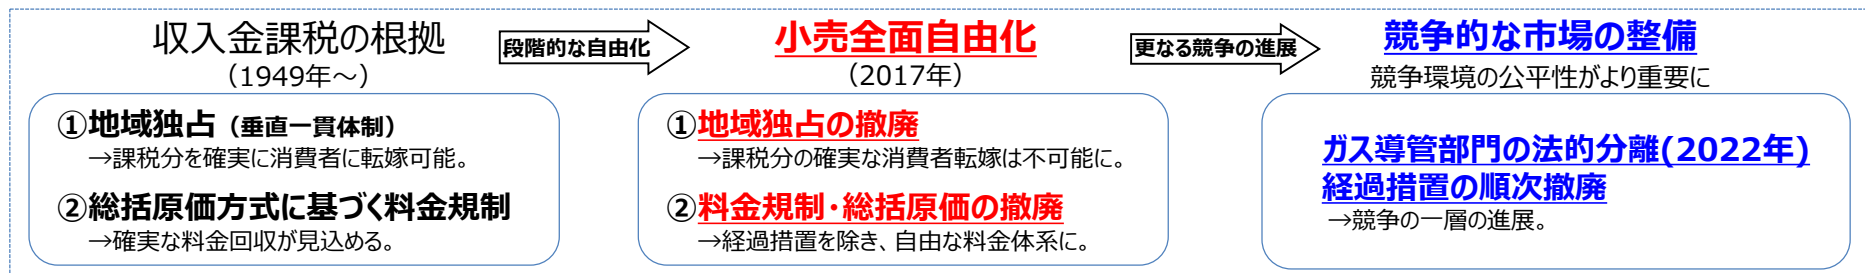 収入金課税の根拠
（1949年～）
①地域独占（垂直一貫体制）
→課税分を確実に消費者に転嫁可能。
②総括原価方式に基づく料金規制
→確実な料金回収が見込める。
段階的な自由化
小売全面自由化
（2017年）
①地域独占の撤廃
→課税分の確実な消費者転嫁は不可能に。
②料金規制・総括原価の撤廃
→経過措置を除き、自由な料金体系に。
更なる競争の進展
競争的な市場の整備
競争環境の公平性がより重要に
ガス導管部門の法的分離(2022年)
経過措置の順次撤廃
→競争の一層の進展。